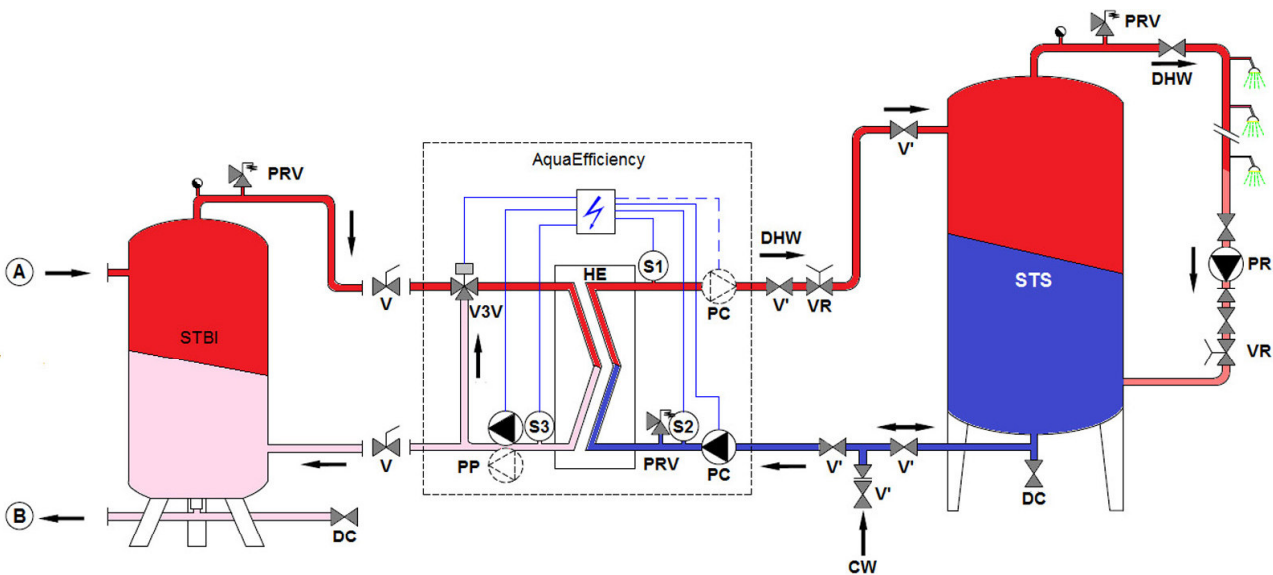 PRV
DHW
V'
AquaEfficiency
PRV
DHW
A
S1
HE
PR
STS
V
V3V
PC
V'
VR
STBI
VR
S3
S2
V
PP
PRV
PC
V'
V'
V'
DC
B
DC
CW